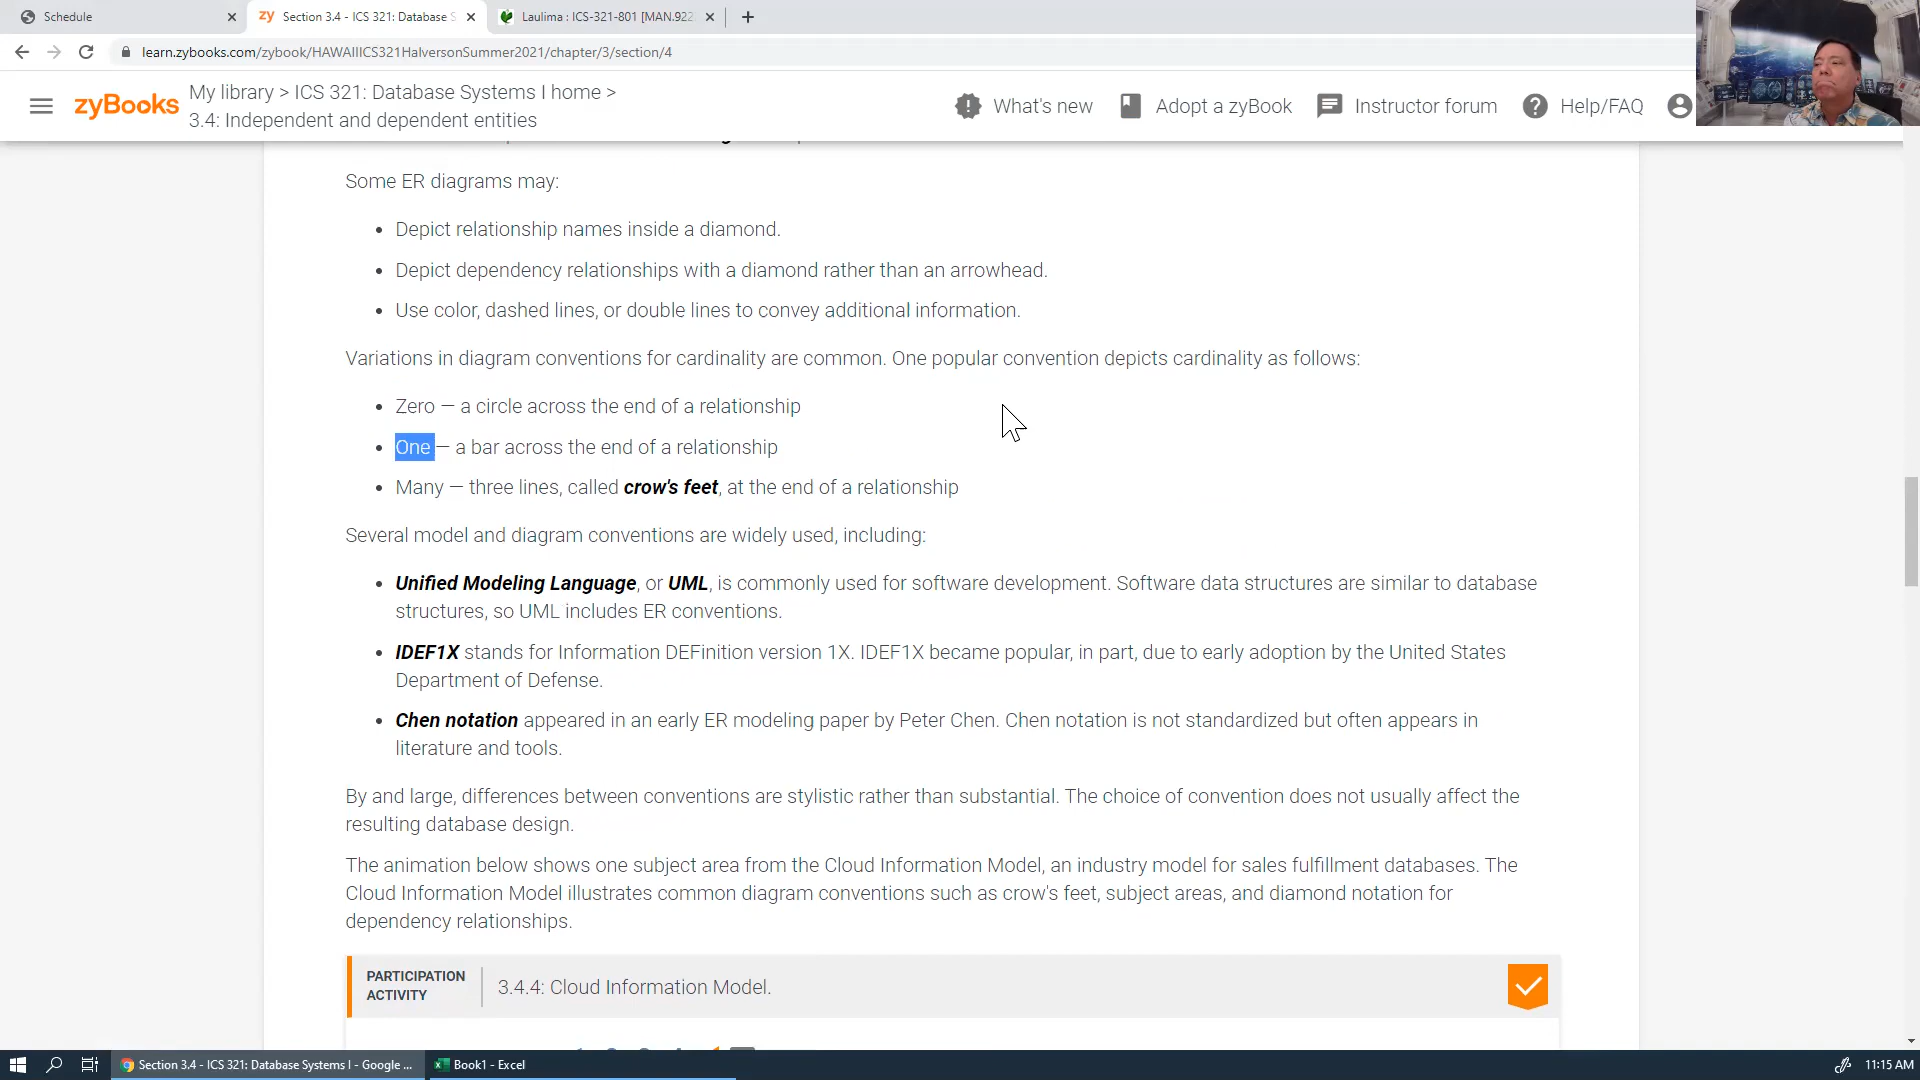 Schedule
Section 3.4 - ICS 321: Database S
Laulima : ICS-321-801 [MAN.922
learn.zybooks.com/zybook/HAWAIIICS321HalversonSummer2021/chapter/3/section/4
zyBooks
My library > ICS 321: Database Systems I home >
3.4: Independent and dependent entities
What's new
Adopt a zyBook
Instructor forum
Help/FAQ
Some ER diagrams may:
• Depict relationship names inside a diamond.
• Depict dependency relationships with a diamond rather than an arrowhead.
• Use color, dashed lines, or double lines to convey additional information.
Variations in diagram conventions for cardinality are common. One popular convention depicts cardinality as follows:
• Zero — a circle across the end of a relationship
• One — a bar across the end of a relationship
• Many — three lines, called crow's feet, at the end of a relationship
Several model and diagram conventions are widely used, including:
• Unified Modeling Language, or UML, is commonly used for software development. Software data structures are similar to database
structures, so UML includes ER conventions.
• IDEF1X stands for Information DEFinition version 1X. IDEF1X became popular, in part, due to early adoption by the United States
Department of Defense.
• Chen notation appeared in an early ER modeling paper by Peter Chen. Chen notation is not standardized but often appears in
literature and tools.
By and large, differences between conventions are stylistic rather than substantial. The choice of convention does not usually affect the
resulting database design.
The animation below shows one subject area from the Cloud Information Model, an industry model for sales fulfillment databases. The
Cloud Information Model illustrates common diagram conventions such as crow's feet, subject areas, and diamond notation for
dependency relationships.
PARTICIPATION
ACTIVITY
3.4.4: Cloud Information Model.
Section 3.4 - ICS 321: Database Systems I - Google ...
Book1 - Excel
11:15 AM